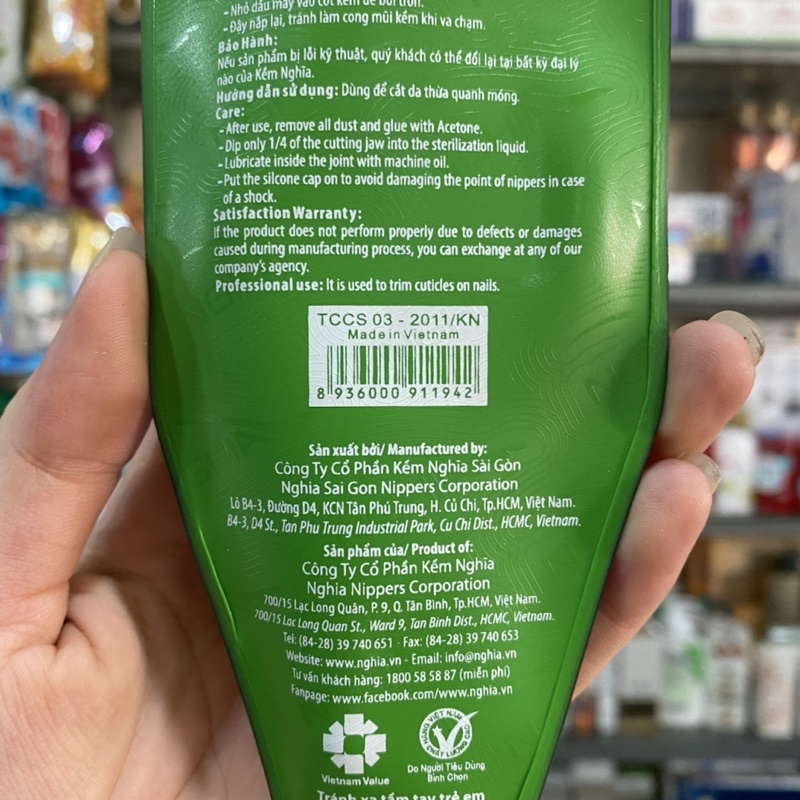 - Nhỏ dầu máy vào cốt kềm để bôi trơn.
- Đậy nắp lại, tránh làm cong mũi kềm khi va chạm.
Bảo Hành:
Nếu sản phẩm bị lỗi kỹ thuật, quý khách có thể đổi lại tại bất kỳ đại lý
nào của Kềm Nghĩa.
Hướng dẫn sử dụng: Dùng để cắt da thừa quanh móng.
Care:
- After use, remove all dust and glue with Acetone.
- Dip only 1/4 of the cutting jaw into the sterilization liquid.
- Lubricate inside the joint with machine oil.
- Put the silcone cap on to avoid damaging the point of nippers in case
of a shock.
Satisfaction Warranty:
If the product does not perform properly due to defects or damages
caused during manufacturing process, you can exchange at any of our
company's agency.
Professional use: It is used to trim cuticles on nails.
TCCS 03 - 2011/KN
Made in Vietnam
8 936000 911942
Sản xuất bởi/ Manufactured by:
Công Ty Cổ Phần Kềm Nghĩa Sài Gòn
Nghia Sai Gon Nippers Corporation
Lô B4-3, Đường D4, KCN Tân Phú Trung, H. Củ Chi, Tp.HCM, Việt Nam.
B4-3, D4 St., Tan Phu Trung Industrial Park, Cu Chi Dist., HCMC, Vietnam.
Sản phẩm của/ Product of:
Công Ty Cổ Phần Kềm Nghĩa
Nghia Nippers Corporation
700/15 Lạc Long Quân, P. 9, Q. Tân Bình, Tp.HCM, Việt Nam.
700/15 Lac Long Quan St., Ward 9, Tan Binh Dist., HCMC, Vietnam.
Tel: (84-28) 39 740 651 - Fax: (84-28) 39 740 653
Website: www.nghia.vn - Email: info@nghia.vn
Tư vấn khách hàng: 1800 58 58 87 (miễn phí)
Fanpage: www.facebook.com/www.nghia.vn
Vietnam Value
HÀNG VIỆT NAM CHẤT LƯỢNG CAO
Do Người Tiêu Dùng
Bình Chọn
Tránh xa tầm tay trẻ em